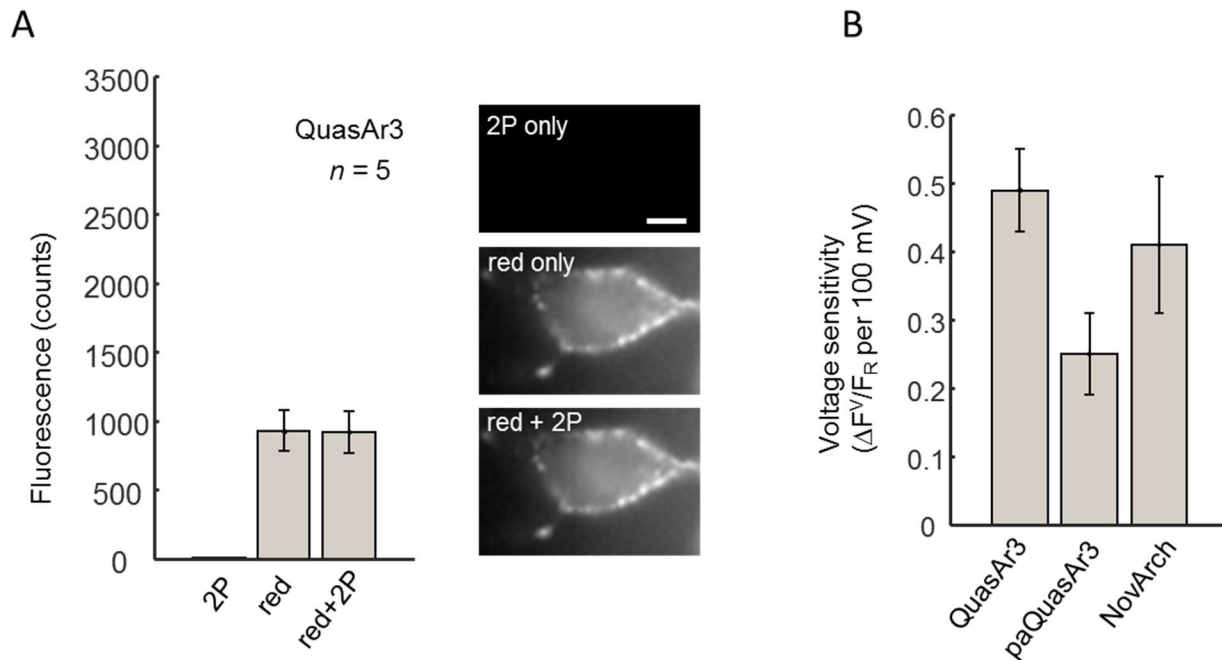 A
Fluorescence (counts)
3500
3000
2500
2000
1500
1000
500
0
QuasAr3
n = 5
2P
red
red+2P
2P only
red only
red + 2P
B
Voltage sensitivity
(ΔFⱽ/F_R per 100 mV)
0.6
0.5
0.4
0.3
0.2
0.1
0
QuasAr3
paQuasAr3
NovArch